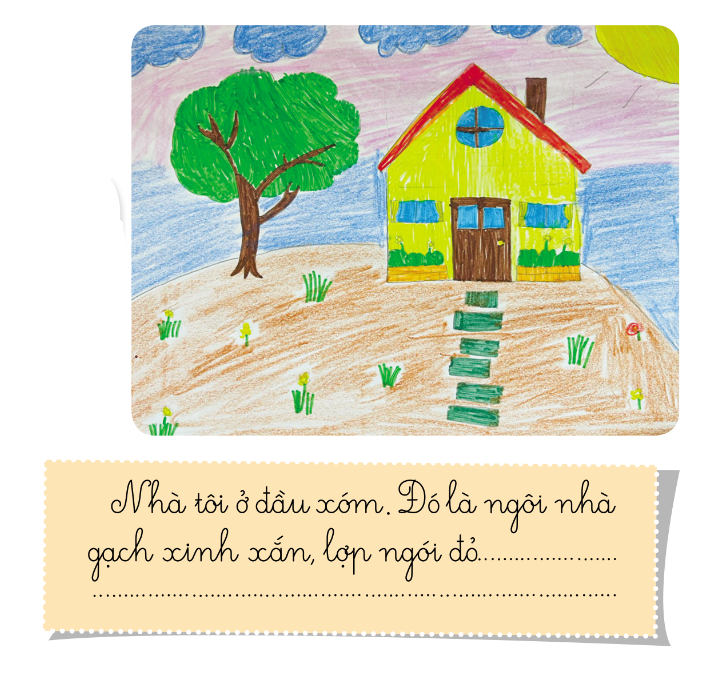 Nhà tôi ở đầu xóm. Đó là ngôi nhà
gạch xinh xắn, lợp ngói đỏ......................
................................................................................